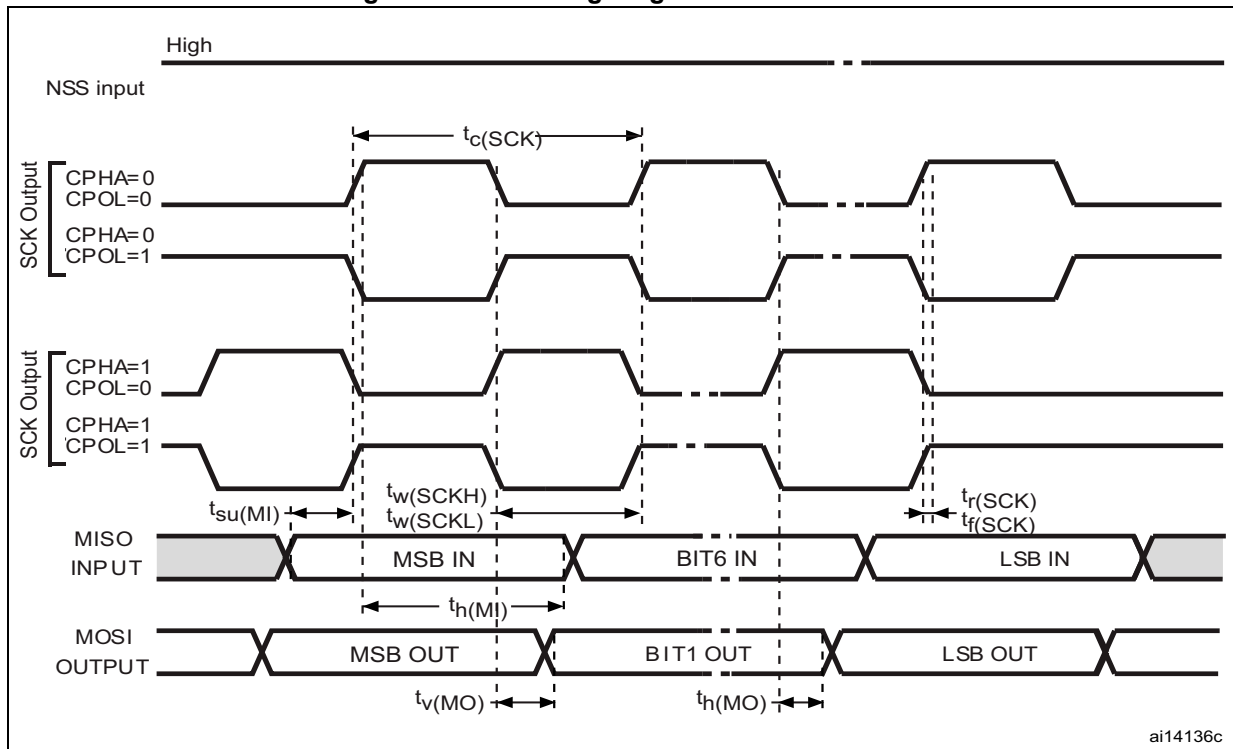 High
NSS input
tc(SCK)
SCK Output
CPHA=0
CPOL=0
CPHA=0
CPOL=1
SCK Output
CPHA=1
CPOL=0
CPHA=1
CPOL=1
tsu(MI)
tw(SCKH)
tw(SCKL)
tr(SCK)
tf(SCK)
MISO
INPUT
MSB IN
BIT6 IN
LSB IN
th(MI)
MOSI
OUTPUT
MSB OUT
BIT1 OUT
LSB OUT
tv(MO)
th(MO)
ai14136c